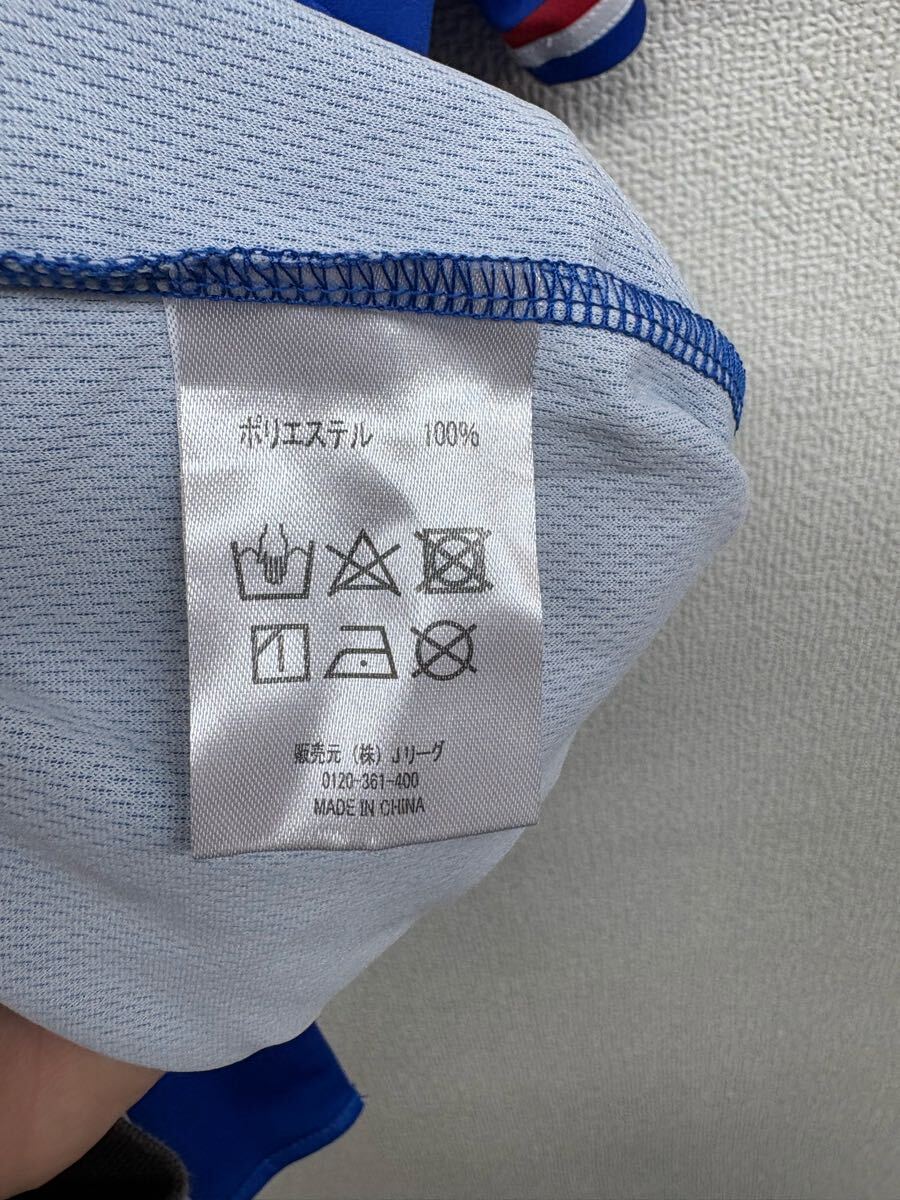 ポリエステル 100%
販売元 (株) Jリーグ
0120-361-400
MADE IN CHINA